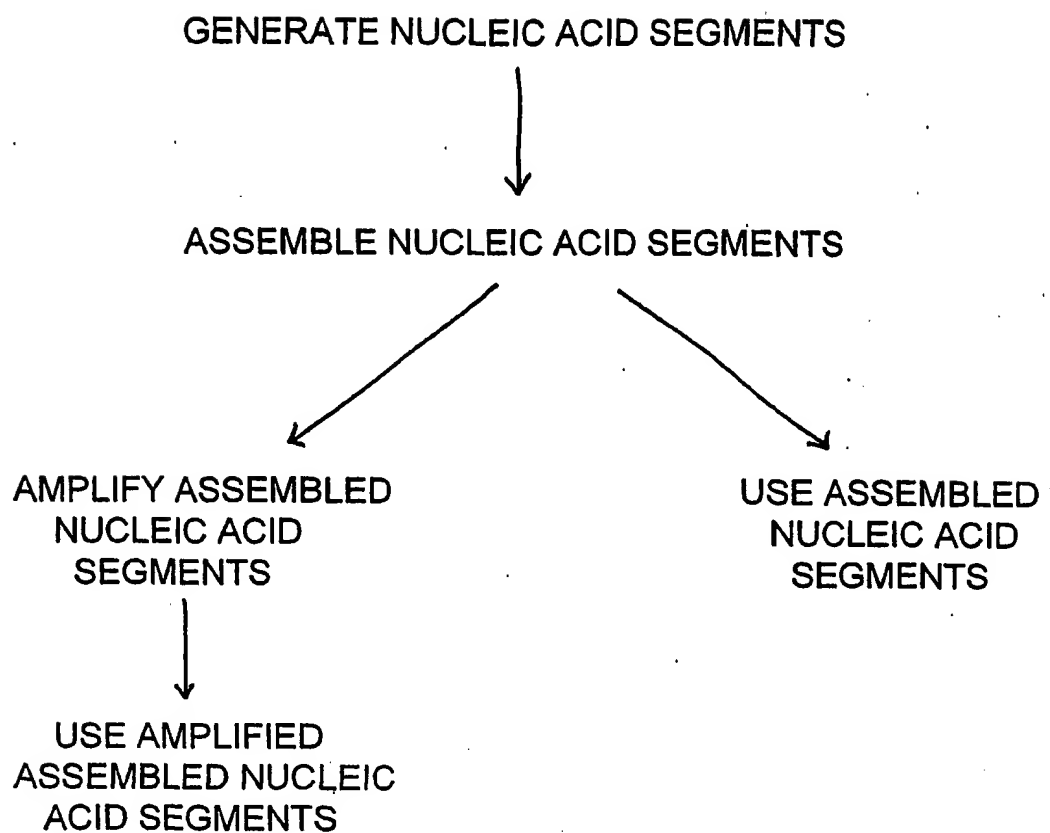 GENERATE NUCLEIC ACID SEGMENTS
ASSEMBLE NUCLEIC ACID SEGMENTS
AMPLIFY ASSEMBLED
NUCLEIC ACID
SEGMENTS
USE ASSEMBLED
NUCLEIC ACID
SEGMENTS
USE AMPLIFIED
ASSEMBLED NUCLEIC
ACID SEGMENTS